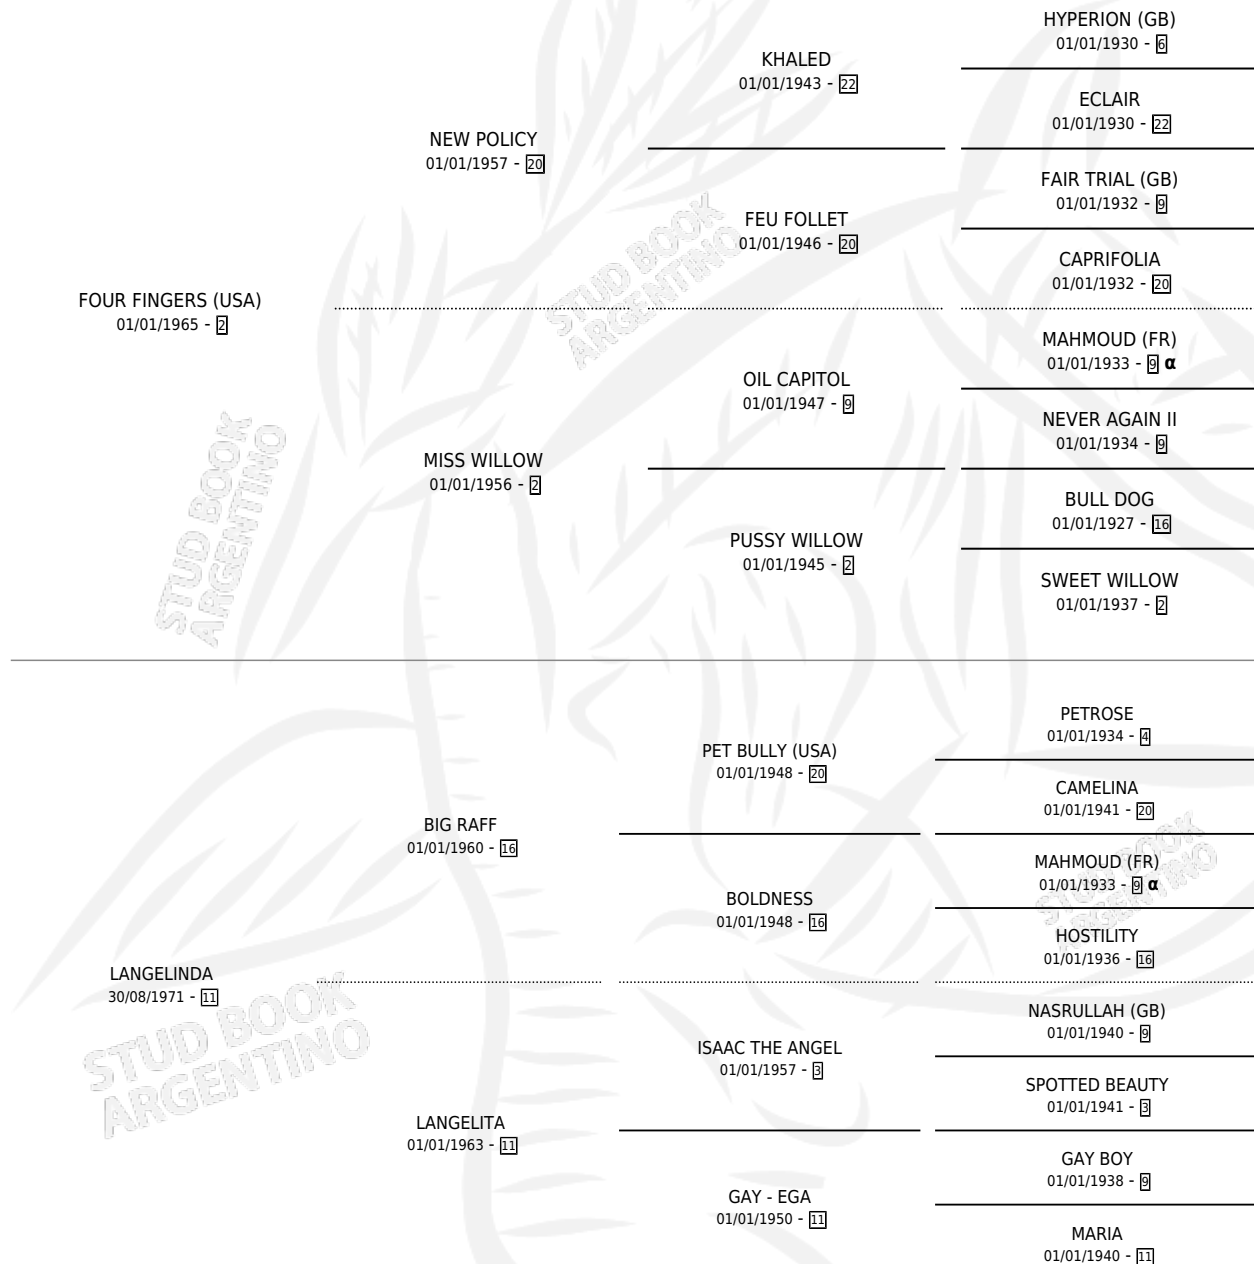 HYPERION (GB)
01/01/1930 - 6
KHALED
01/01/1943 - 22
ECLAIR
01/01/1930 - 22
NEW POLICY
01/01/1957 - 20
FAIR TRIAL (GB)
01/01/1932 - 9
FEU FOLLET
01/01/1946 - 20
CAPRIFOLIA
01/01/1932 - 20
FOUR FINGERS (USA)
01/01/1965 - 2
MAHMOUD (FR)
01/01/1933 - 9 α
OIL CAPITOL
01/01/1947 - 9
NEVER AGAIN II
01/01/1934 - 9
MISS WILLOW
01/01/1956 - 2
BULL DOG
01/01/1927 - 16
PUSSY WILLOW
01/01/1945 - 2
SWEET WILLOW
01/01/1937 - 2
PETROSE
01/01/1934 - 4
PET BULLY (USA)
01/01/1948 - 20
CAMELINA
01/01/1941 - 20
BIG RAFF
01/01/1960 - 16
MAHMOUD (FR)
01/01/1933 - 9 α
BOLDNESS
01/01/1948 - 16
HOSTILITY
01/01/1936 - 16
LANGELINDA
30/08/1971 - 11
NASRULLAH (GB)
01/01/1940 - 9
ISAAC THE ANGEL
01/01/1957 - 3
SPOTTED BEAUTY
01/01/1941 - 3
LANGELITA
01/01/1963 - 11
GAY BOY
01/01/1938 - 9
GAY - EGA
01/01/1950 - 11
MARIA
01/01/1940 - 11
STUD BOOK
ARGENTINO
STUD BOOK
ARGENTINO
STUD BOOK
ARGENTINO
STUD BOOK
ARGENTINO